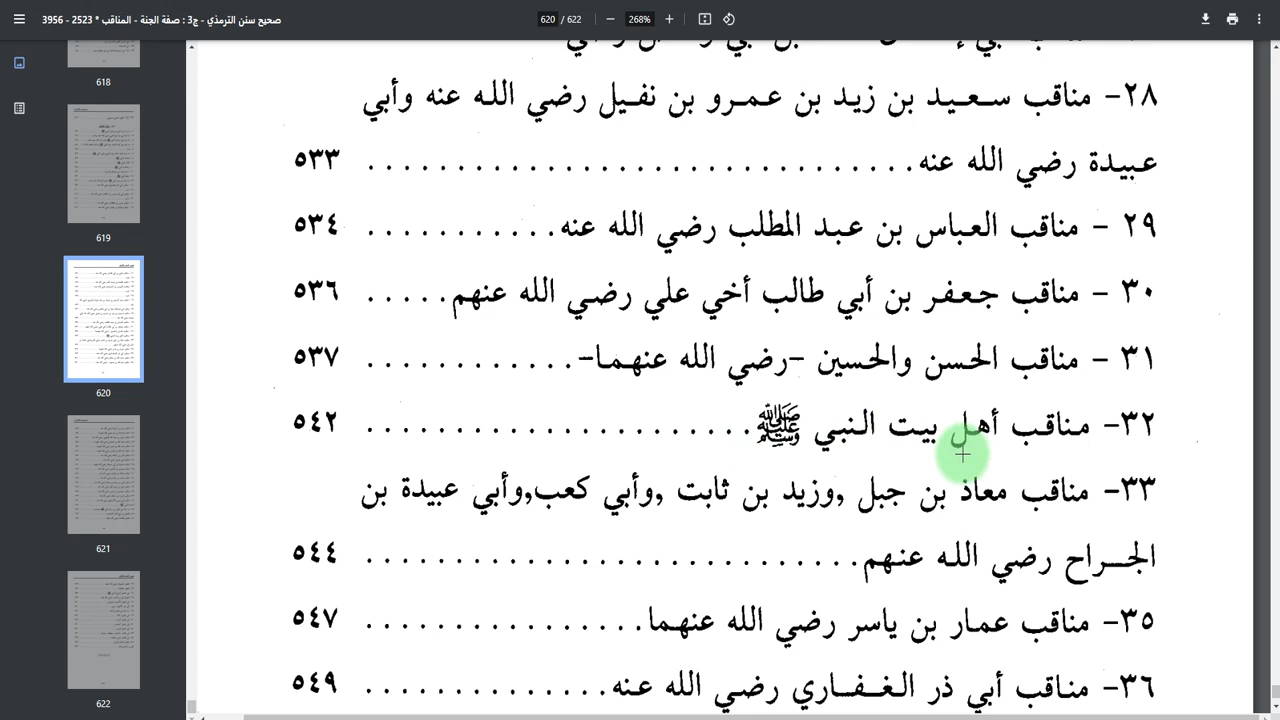 صحيح سنن الترمذي - ج3 : صفة الجنة - المناقب * 2523 - 3956
620 / 622
268%
618
619
620
621
622
٢٨- مناقب سعيد بن زيد بن عمرو بن نفيل رضي الله عنه وأبي
عبيدة رضي الله عنه ................................. ٥٣٣
٢٩ - مناقب العباس بن عبد المطلب رضي الله عنه ........... ٥٣٤
٣٠ - مناقب جعفر بن أبي طالب أخي علي رضي الله عنهم ..... ٥٣٦
٣١ - مناقب الحسن والحسين -رضي الله عنهما- ............ ٥٣٧
٣٢- مناقب أهل بيت النبي ﷺ ...................... ٥٤٢
٣٣- مناقب معاذ بن جبل ,وزيد بن ثابت ,وأبي كعب,وأبي عبيدة بن
الجراح رضي الله عنهم ............................. ٥٤٤
٣٥- مناقب عمار بن ياسر رضي الله عنهما ................ ٥٤٧
٣٦- مناقب أبي ذر الغفاري رضي الله عنه .............. ٥٤٩